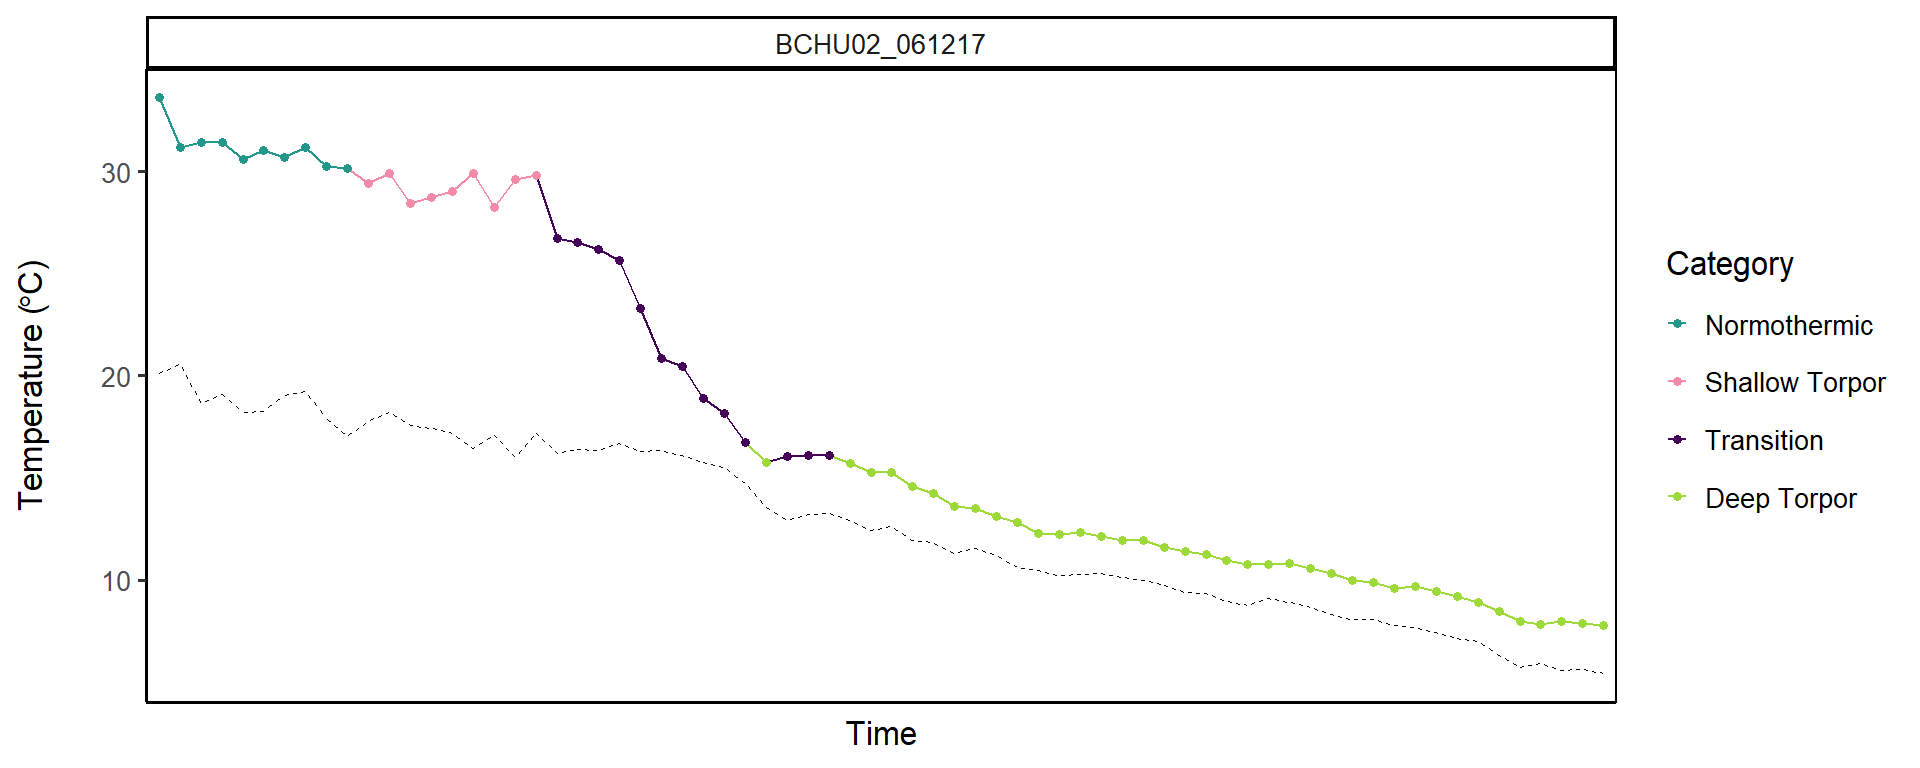 BCHU02_061217
30
20
10
Temperature (°C)
Time
Category
Normothermic
Shallow Torpor
Transition
Deep Torpor